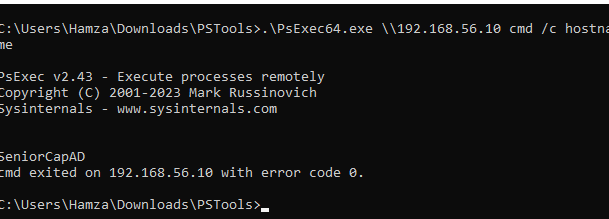 C:\Users\Hamza\Downloads\PSTools>.\PsExec64.exe \\192.168.56.10 cmd /c hostna
me
PsExec v2.43 - Execute processes remotely
Copyright (C) 2001-2023 Mark Russinovich
Sysinternals - www.sysinternals.com
SeniorCapAD
cmd exited on 192.168.56.10 with error code 0.
C:\Users\Hamza\Downloads\PSTools>